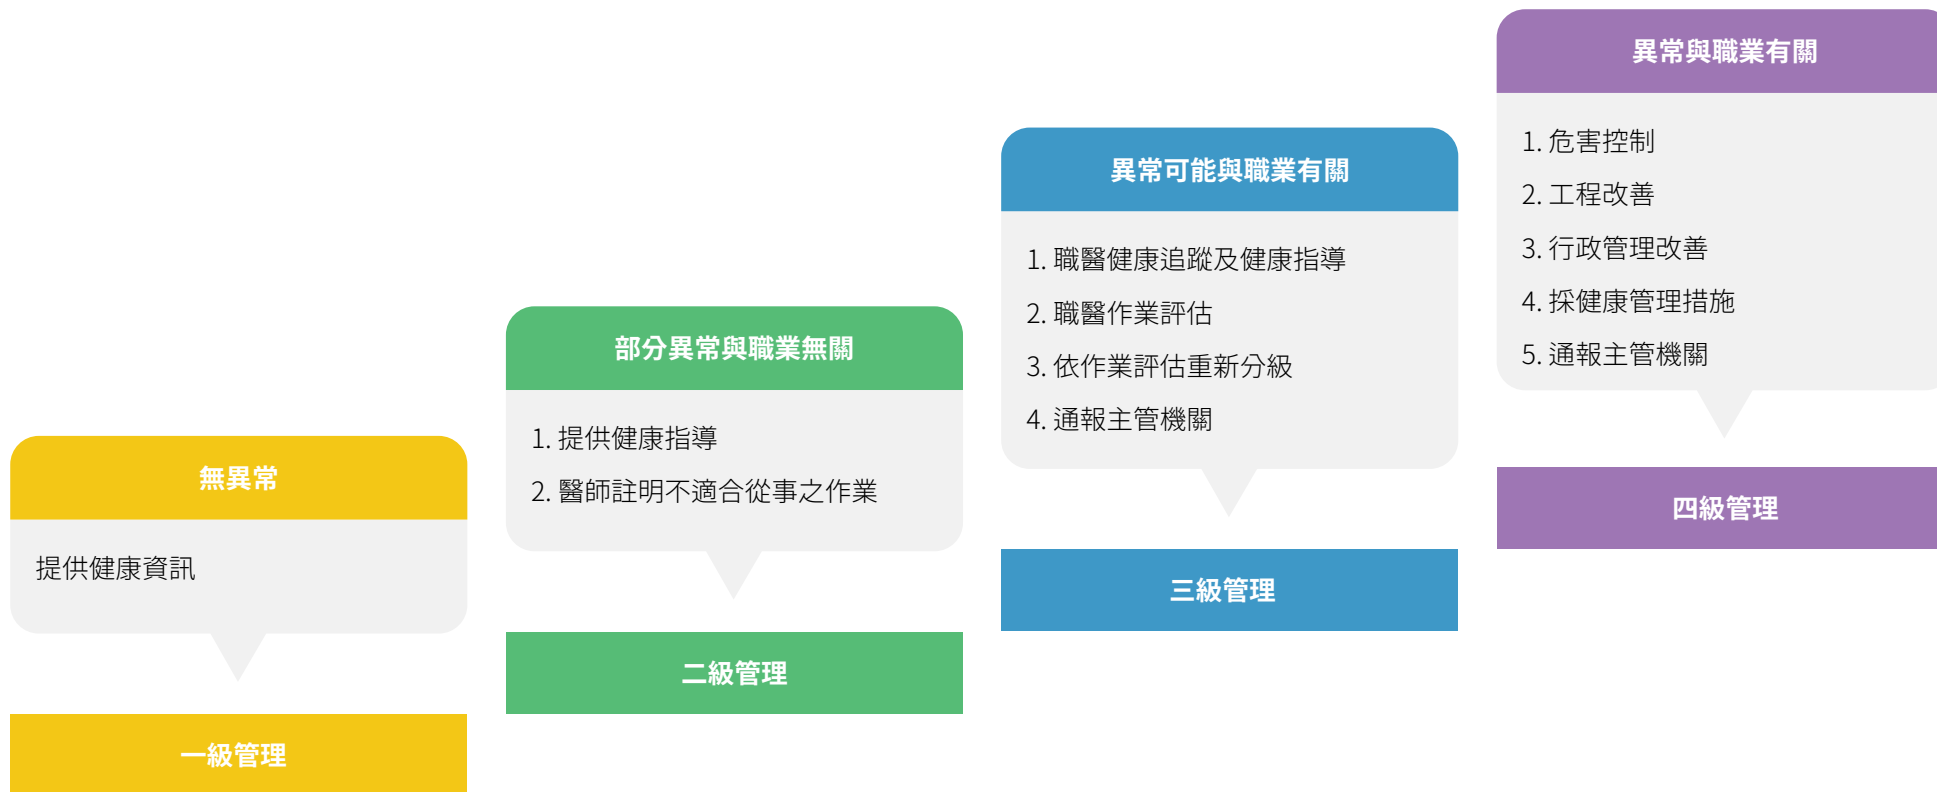 無異常
提供健康資訊
一級管理
部分異常與職業無關
1. 提供健康指導
2. 醫師註明不適合從事之作業
二級管理
異常可能與職業有關
1. 職醫健康追蹤及健康指導
2. 職醫作業評估
3. 依作業評估重新分級
4. 通報主管機關
三級管理
異常與職業有關
1. 危害控制
2. 工程改善
3. 行政管理改善
4. 採健康管理措施
5. 通報主管機關
四級管理